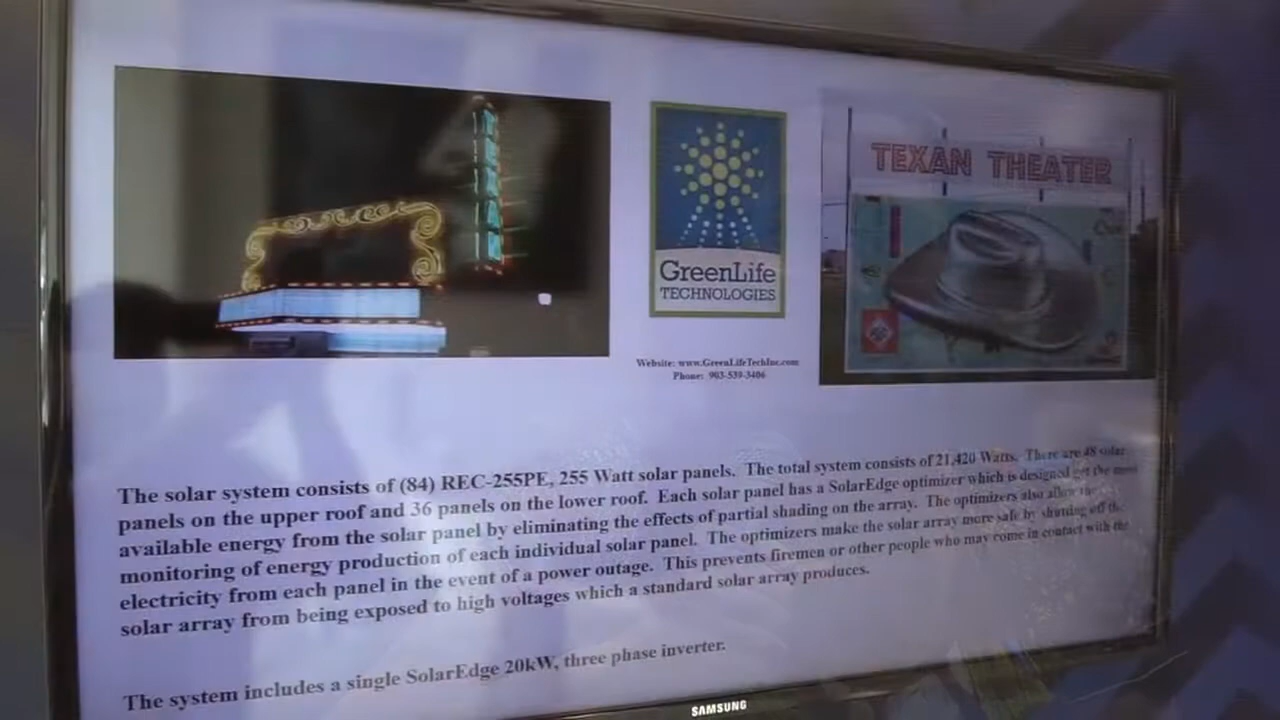 TEXAN
TEXAN THEATER
GreenLife
TECHNOLOGIES
Website: www.GreenLifeTechInc.com
Phone: 903-539-3406
The solar system consists of (84) REC-255PE, 255 Watt solar panels. The total system consists of 21,420 Watts. There are 48 solar
panels on the upper roof and 36 panels on the lower roof. Each solar panel has a SolarEdge optimizer which is designed get the most
available energy from the solar panel by eliminating the effects of partial shading on the array. The optimizers also allow the
monitoring of energy production of each individual solar panel. The optimizers make the solar array more safe by shutting off the
electricity from each panel in the event of a power outage. This prevents firemen or other people who may come in contact with the
solar array from being exposed to high voltages which a standard solar array produces.
The system includes a single SolarEdge 20kW, three phase inverter.
SAMSUNG